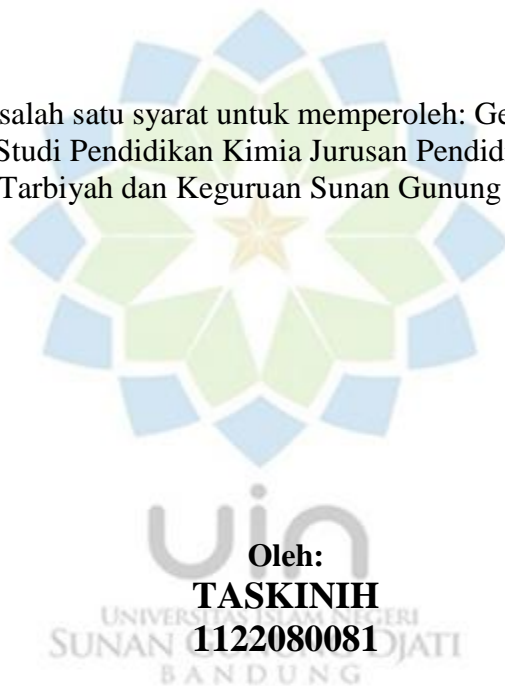 salah satu syarat untuk memperoleh: Ge
Studi Pendidikan Kimia Jurusan Pendid
Tarbiyah dan Keguruan Sunan Gunung
uin
Oleh:
TASKINIH
UNIVERSITAS ISLAM NEGERI
1122080081
SUNAN GUNUNG DJATI
BANDUNG